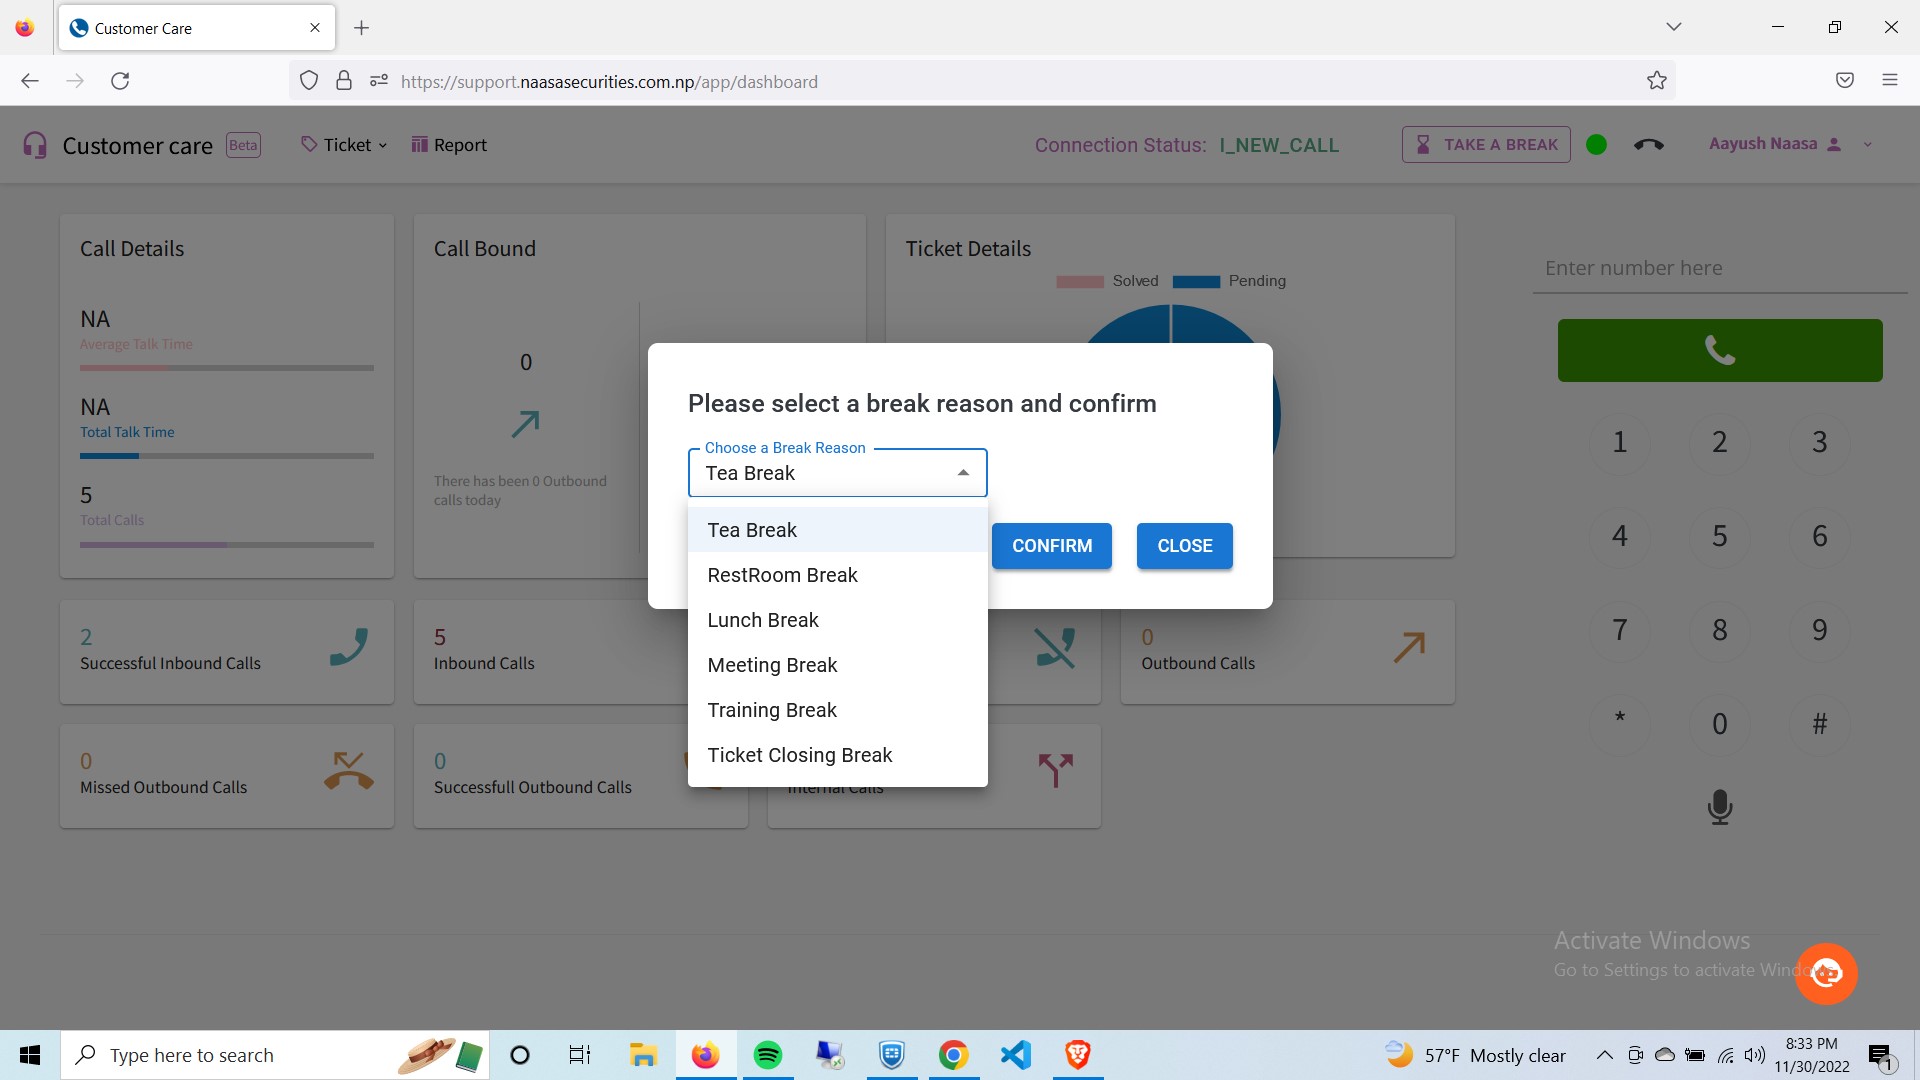 Customer Care
https://support.naasasecurities.com.np/app/dashboard
Customer care Beta Ticket Report Connection Status: I_NEW_CALL TAKE A BREAK Aayush Naasa
Call Details
NA
Average Talk Time
NA
Total Talk Time
5
Total Calls
Call Bound
0
There has been 0 Outbound
calls today
Ticket Details
Solved Pending
Please select a break reason and confirm
Choose a Break Reason
Tea Break
Tea Break
RestRoom Break
Lunch Break
Meeting Break
Training Break
Ticket Closing Break
CONFIRM CLOSE
2
Successful Inbound Calls
5
Inbound Calls
0
Outbound Calls
0
Missed Outbound Calls
0
Successfull Outbound Calls
Internal Calls
Enter number here
1 2 3
4 5 6
7 8 9
* 0 #
Activate Windows
Go to Settings to activate Windows.
Type here to search
57°F Mostly clear
8:33 PM
11/30/2022
1